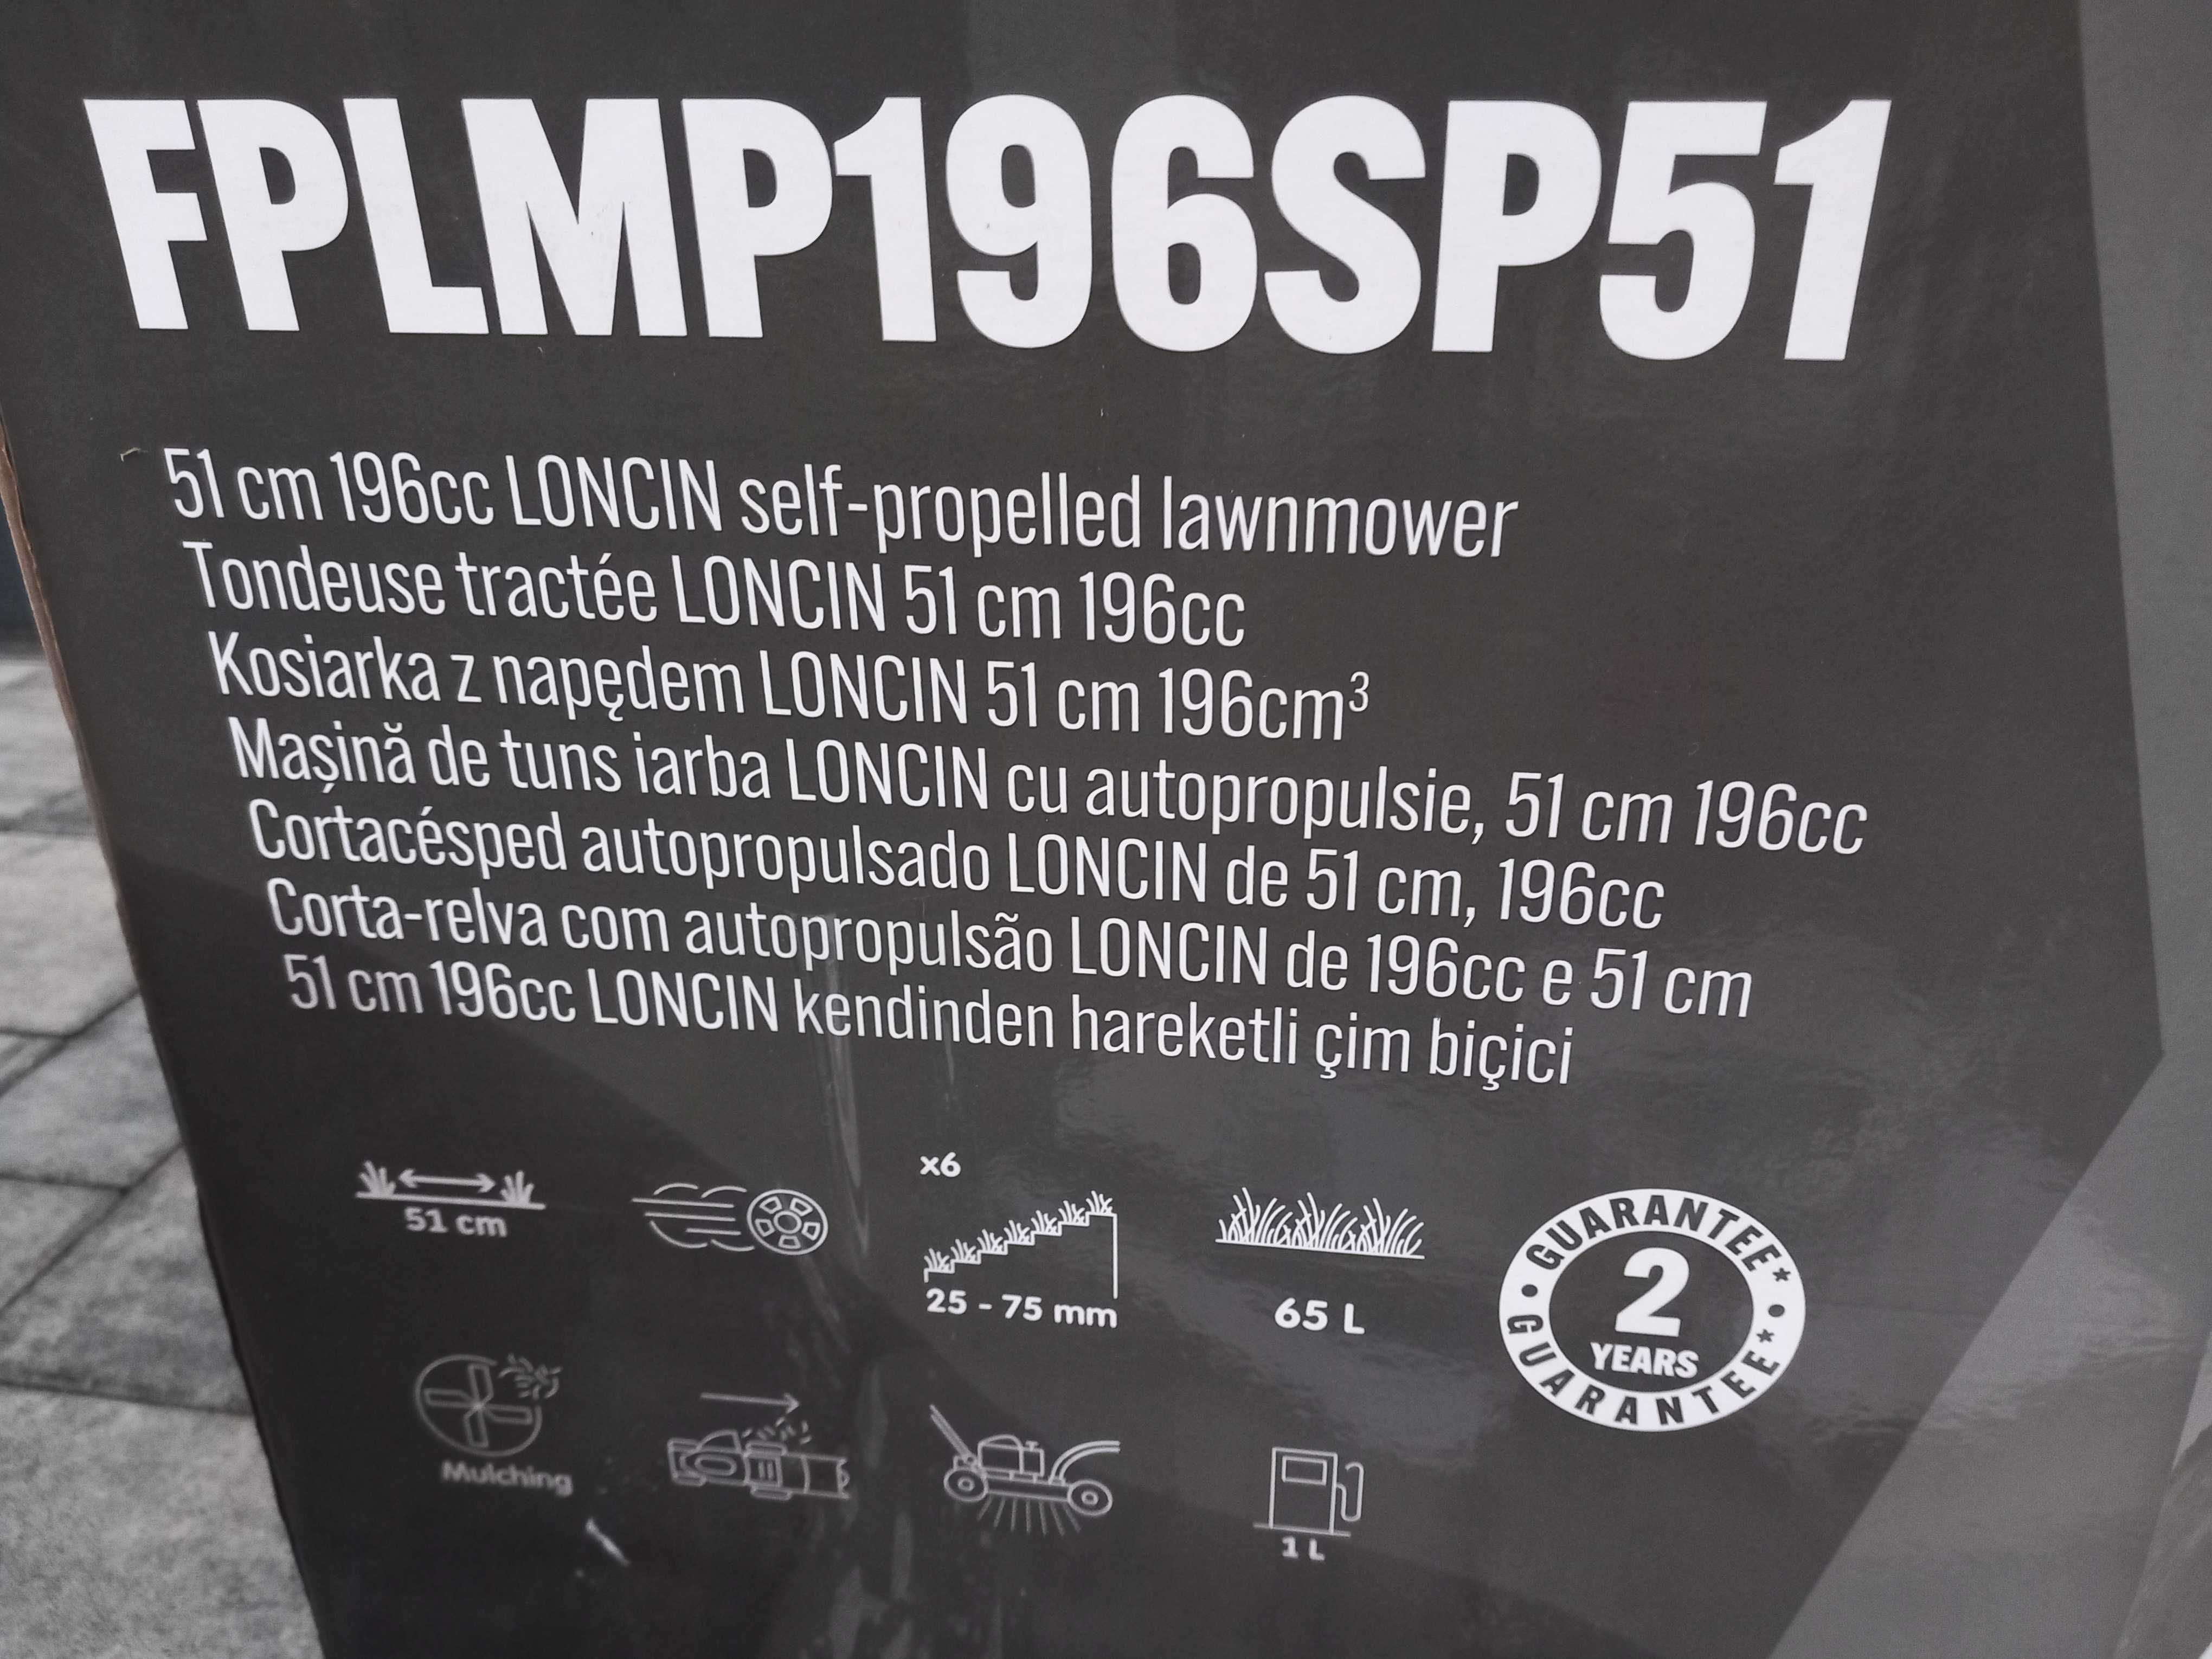 FPLMP196SP51
51 cm 196cc LONCIN self-propelled lawnmower
Tondeuse tractée LONCIN 51 cm 196cc
Kosiarka z napędem LONCIN 51 cm 196cm³
Mașină de tuns iarba LONCIN cu autopropulsie, 51 cm 196cc
Cortacésped autopropulsado LONCIN de 51 cm, 196cc
Corta-relva com autopropulsão LONCIN de 196cc e 51 cm
51 cm 196cc LONCIN kendinden hareketli çim biçici
51 cm
x6
25 - 75 mm
65 L
GUARANTEE*
2
YEARS
GUARANTEE*
Mulching
1 L